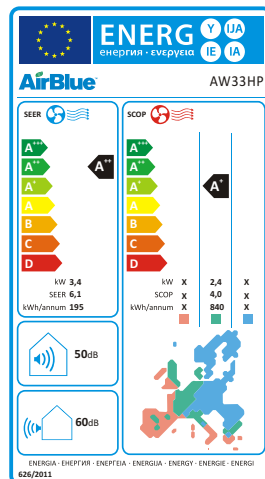 ENERG
енергия · ενεργεια
Y
IJA
IE
IA
AirBlue
AW33HP
SEER
SCOP
A+++
A++
A+
A
B
C
D
A++
kW 3,4
SEER 6,1
kWh/annum 195
A+++
A++
A+
A
B
C
D
A+
kW X 2,4 X
SCOP X 4,0 X
kWh/annum X 840 X
50dB
60dB
ENERGIA · ЕНЕРГИЯ · ΕΝΕΡΓΕΙΑ · ENERGIJA · ENERGY · ENERGIE · ENERGI
626/2011